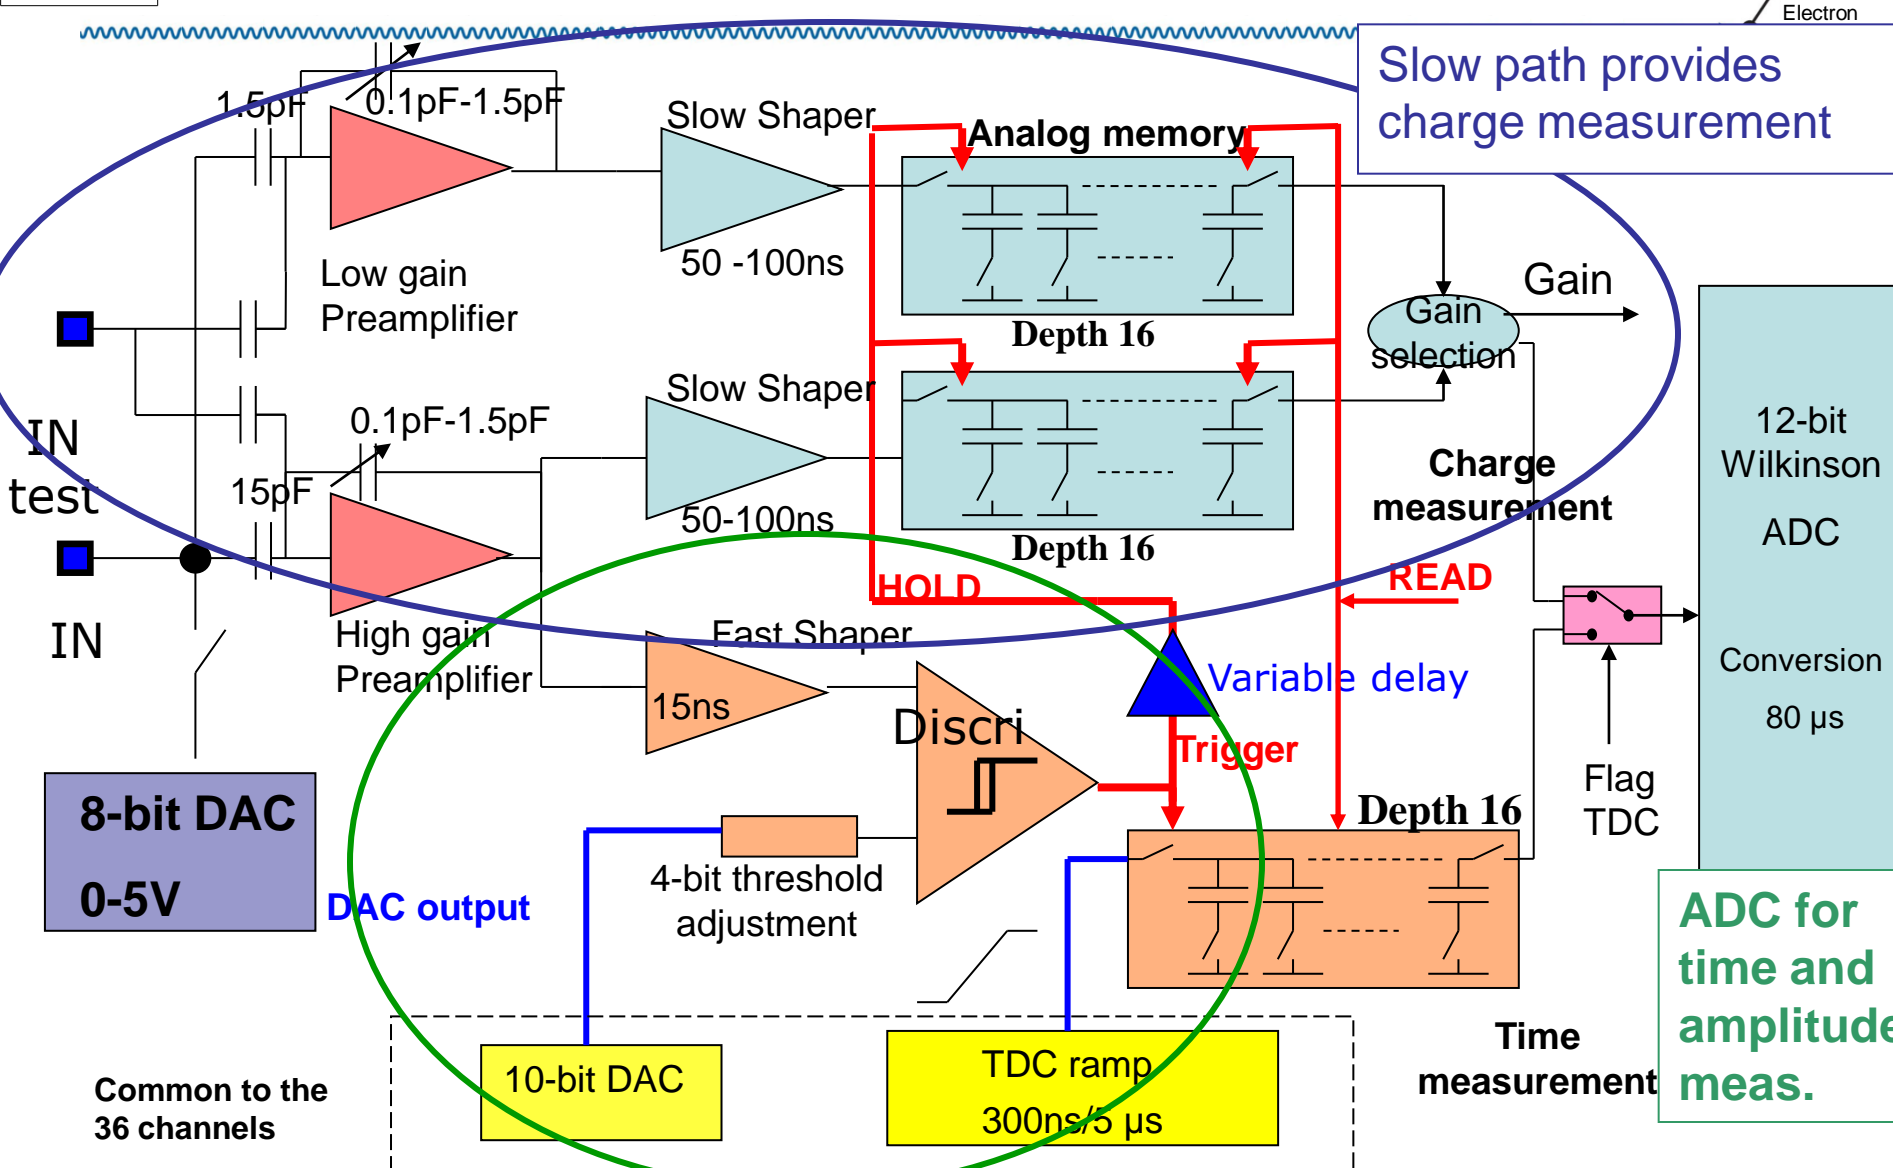 Electron
Slow path provides
charge measurement
1.5pF
0.1pF-1.5pF
Slow Shaper
Analog memory
50 -100ns
Low gain
Preamplifier
Depth 16
Gain
Gain
selection
Slow Shaper
0.1pF-1.5pF
IN
test
15pF
50-100ns
Depth 16
Charge
measurement
12-bit
Wilkinson
ADC
Conversion
80 µs
HOLD
READ
IN
High gain
Preamplifier
Fast Shaper
15ns
Discri
Variable delay
Trigger
Flag
TDC
Depth 16
8-bit DAC
0-5V
DAC output
4-bit threshold
adjustment
ADC for
time and
amplitude
meas.
Time
measurement
Common to the
36 channels
10-bit DAC
TDC ramp
300ns/5 µs